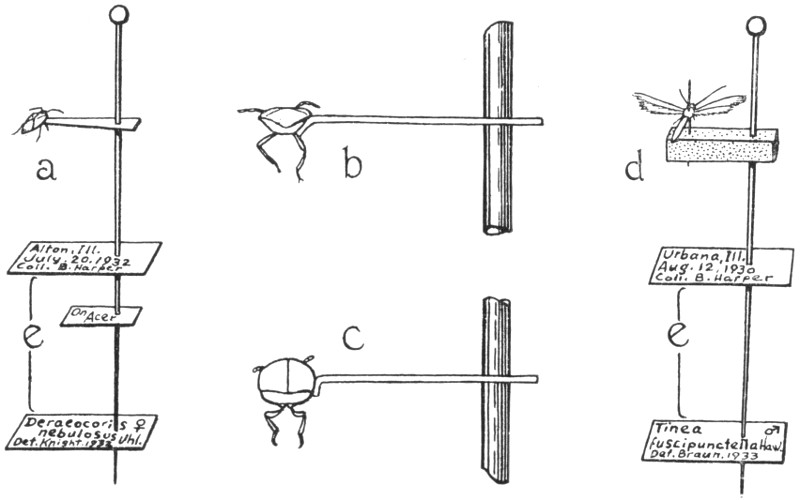 a
Alton, Ill.
July. 20. 1932
Coll. B. Harper
e
On
Acer
Deraeocoris ♀
nebulosus Uhl.
Det. Knight 1933
b
c
d
Urbana, Ill.
Aug. 12, 1930
Coll. B. Harper
e
Tinea ♂
fuscipunctella Haw.
Det. Braun. 1933